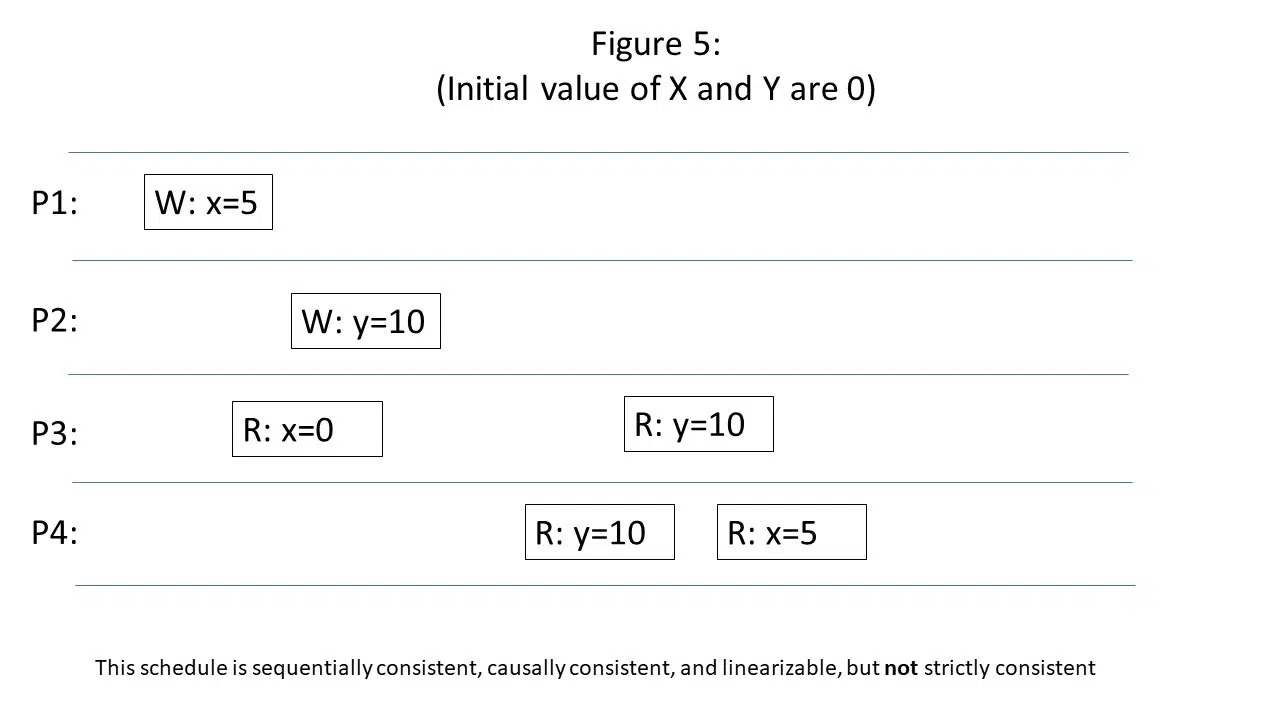 Figure 5:
(Initial value of X and Y are 0)
P1:
W: x=5
P2:
W: y=10
P3:
R: x=0
R: y=10
P4:
R: y=10
R: x=5
This schedule is sequentially consistent, causally consistent, and linearizable, but not strictly consistent